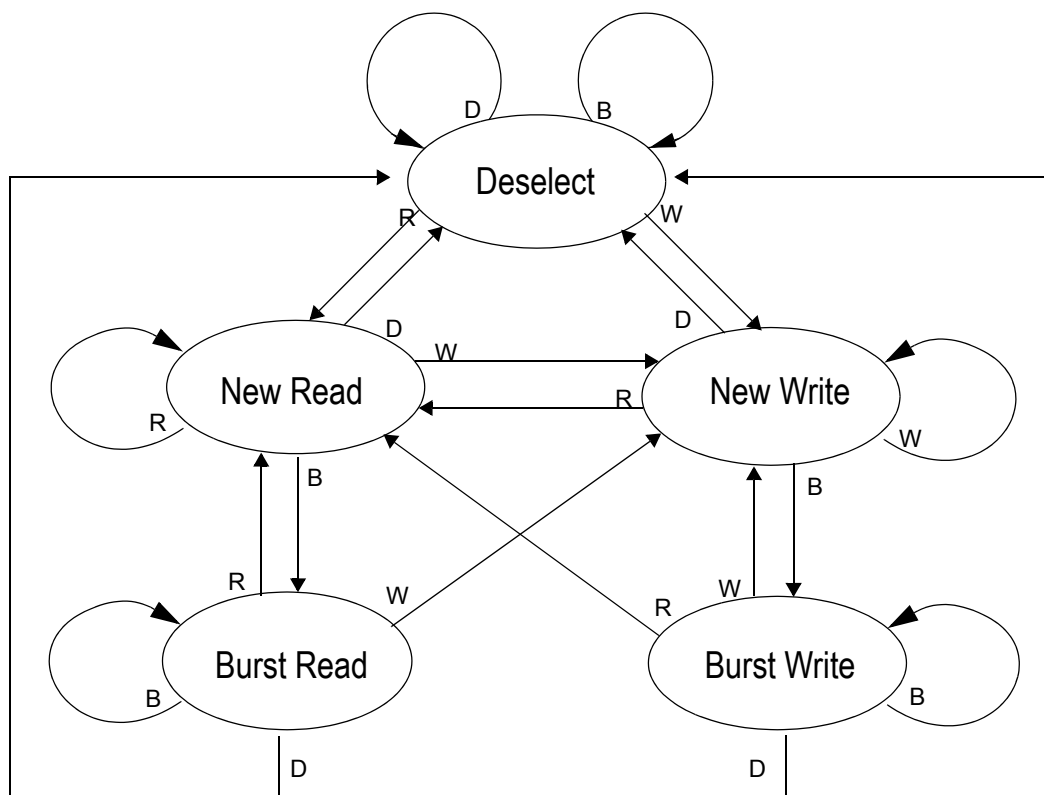 D B
Deselect
R W
D D
W
New Read New Write
R
R W
B B
R W
W R
Burst Read Burst Write
B B
D D